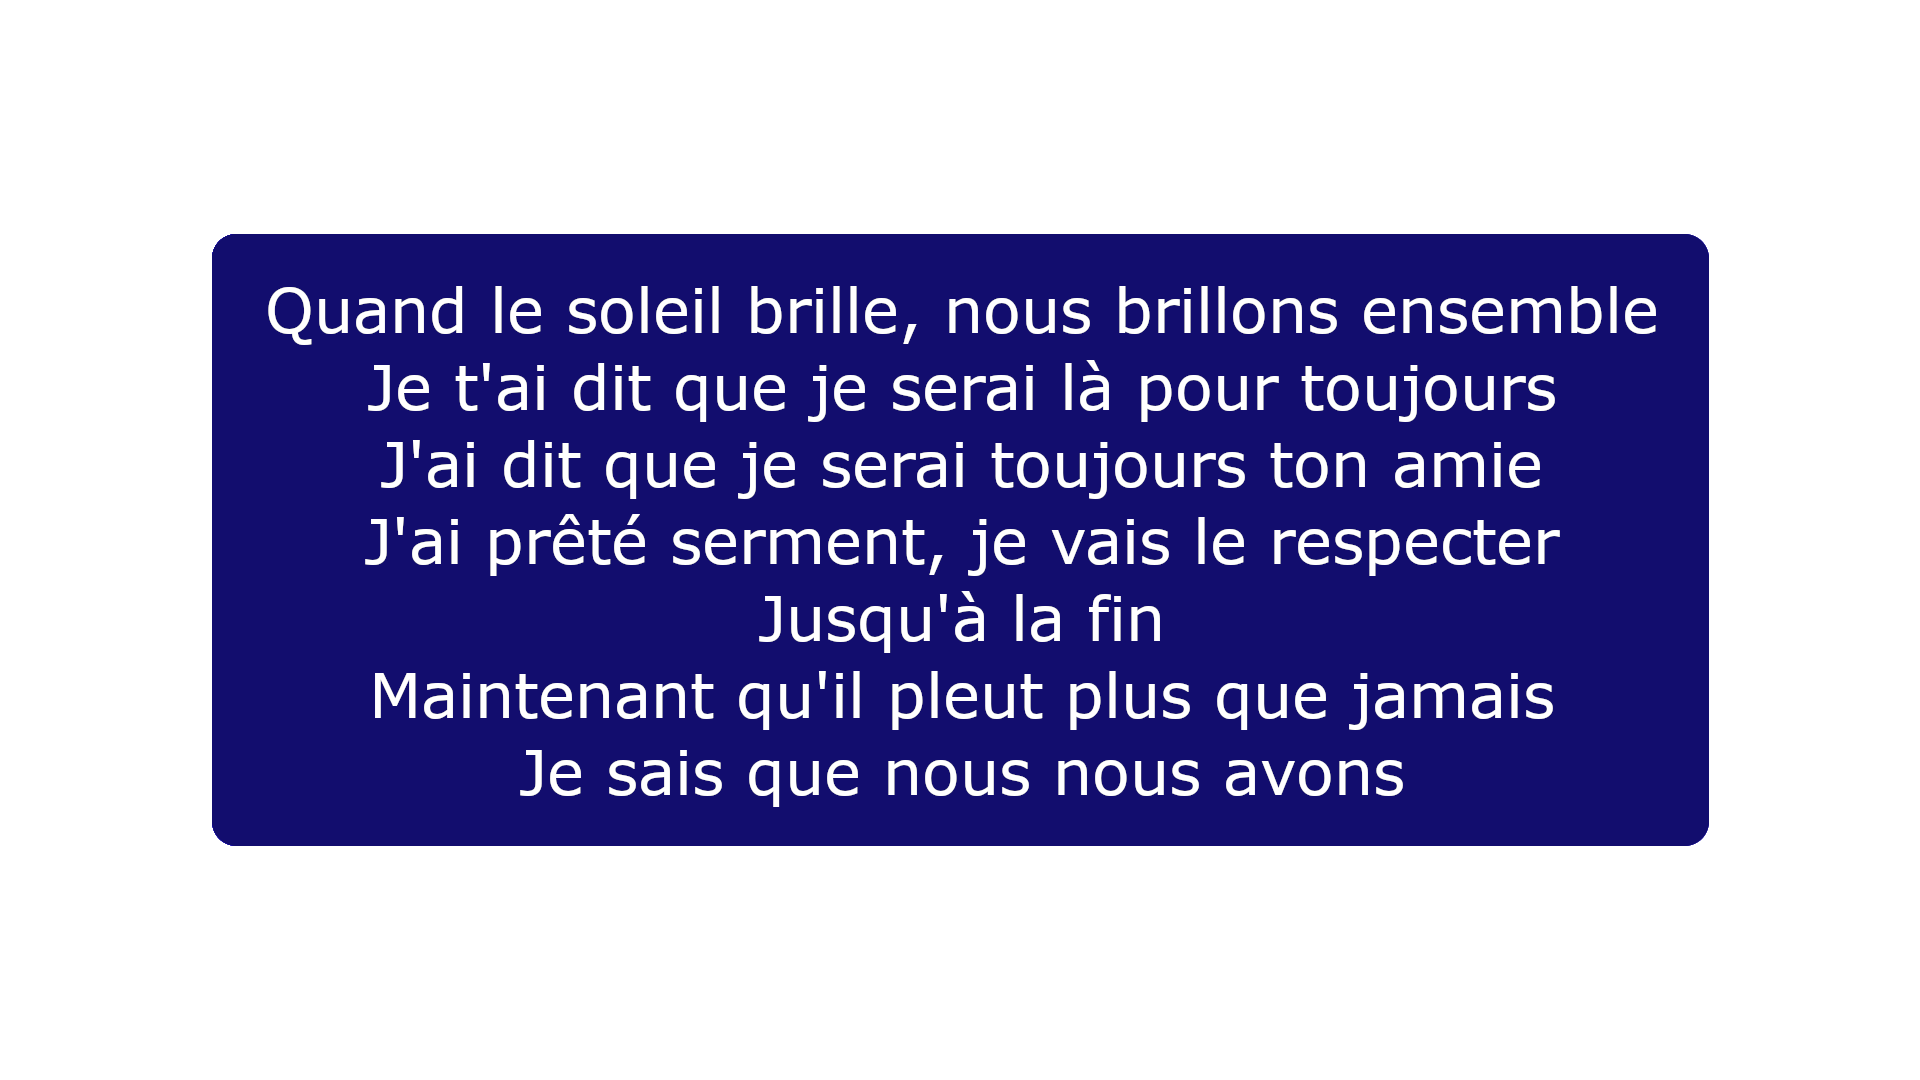 Quand le soleil brille, nous brillons ensemble
Je t'ai dit que je serai là pour toujours
J'ai dit que je serai toujours ton amie
J'ai prêté serment, je vais le respecter
Jusqu'à la fin
Maintenant qu'il pleut plus que jamais
Je sais que nous nous avons